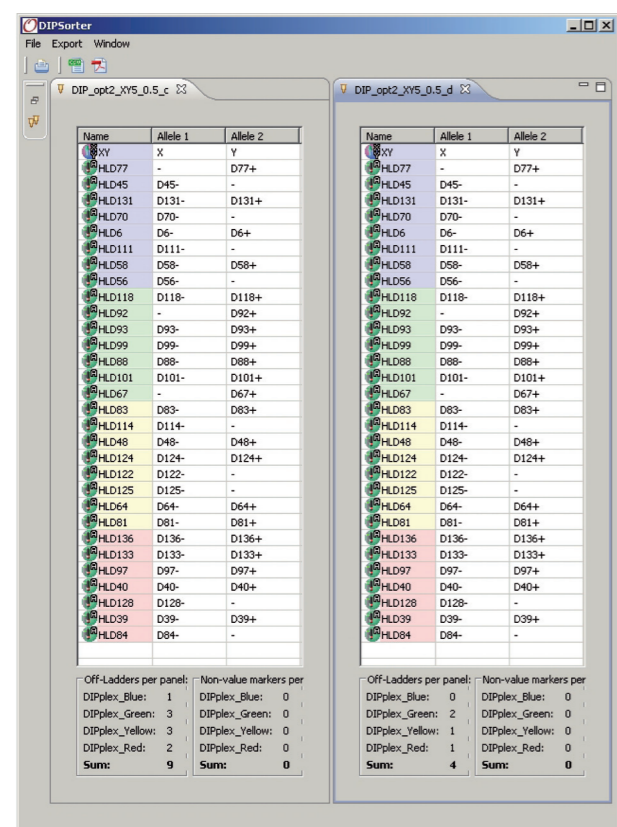 DIPSorter
File Export Window
DIP_opt2_XY5_0.5_c
Name Allele 1 Allele 2
XY X Y
HLD77 - D77+
HLD45 D45- -
HLD131 D131- D131+
HLD70 D70- -
HLD6 D6- D6+
HLD111 D111- -
HLD58 D58- D58+
HLD56 D56- -
HLD118 D118- D118+
HLD92 - D92+
HLD93 D93- D93+
HLD99 D99- D99+
HLD88 D88- D88+
HLD101 D101- D101+
HLD67 - D67+
HLD83 D83- D83+
HLD114 D114- -
HLD48 D48- D48+
HLD124 D124- D124+
HLD122 D122- -
HLD125 D125- -
HLD64 D64- D64+
HLD81 D81- D81+
HLD136 D136- D136+
HLD133 D133- D133+
HLD97 D97- D97+
HLD40 D40- D40+
HLD128 D128- -
HLD39 D39- D39+
HLD84 D84- -
Off-Ladders per panel: Non-value markers per
DIPplex_Blue: 1 DIPplex_Blue: 0
DIPplex_Green: 3 DIPplex_Green: 0
DIPplex_Yellow: 3 DIPplex_Yellow: 0
DIPplex_Red: 2 DIPplex_Red: 0
Sum: 9 Sum: 0
DIP_opt2_XY5_0.5_d
Name Allele 1 Allele 2
XY X Y
HLD77 - D77+
HLD45 D45- -
HLD131 D131- D131+
HLD70 D70- -
HLD6 D6- D6+
HLD111 D111- -
HLD58 D58- D58+
HLD56 D56- -
HLD118 D118- D118+
HLD92 - D92+
HLD93 D93- D93+
HLD99 D99- D99+
HLD88 D88- D88+
HLD101 D101- D101+
HLD67 - D67+
HLD83 D83- D83+
HLD114 D114- -
HLD48 D48- D48+
HLD124 D124- D124+
HLD122 D122- -
HLD125 D125- -
HLD64 D64- D64+
HLD81 D81- D81+
HLD136 D136- D136+
HLD133 D133- D133+
HLD97 D97- D97+
HLD40 D40- D40+
HLD128 D128- -
HLD39 D39- D39+
HLD84 D84- -
Off-Ladders per panel: Non-value markers per
DIPplex_Blue: 0 DIPplex_Blue: 0
DIPplex_Green: 2 DIPplex_Green: 0
DIPplex_Yellow: 1 DIPplex_Yellow: 0
DIPplex_Red: 1 DIPplex_Red: 0
Sum: 4 Sum: 0